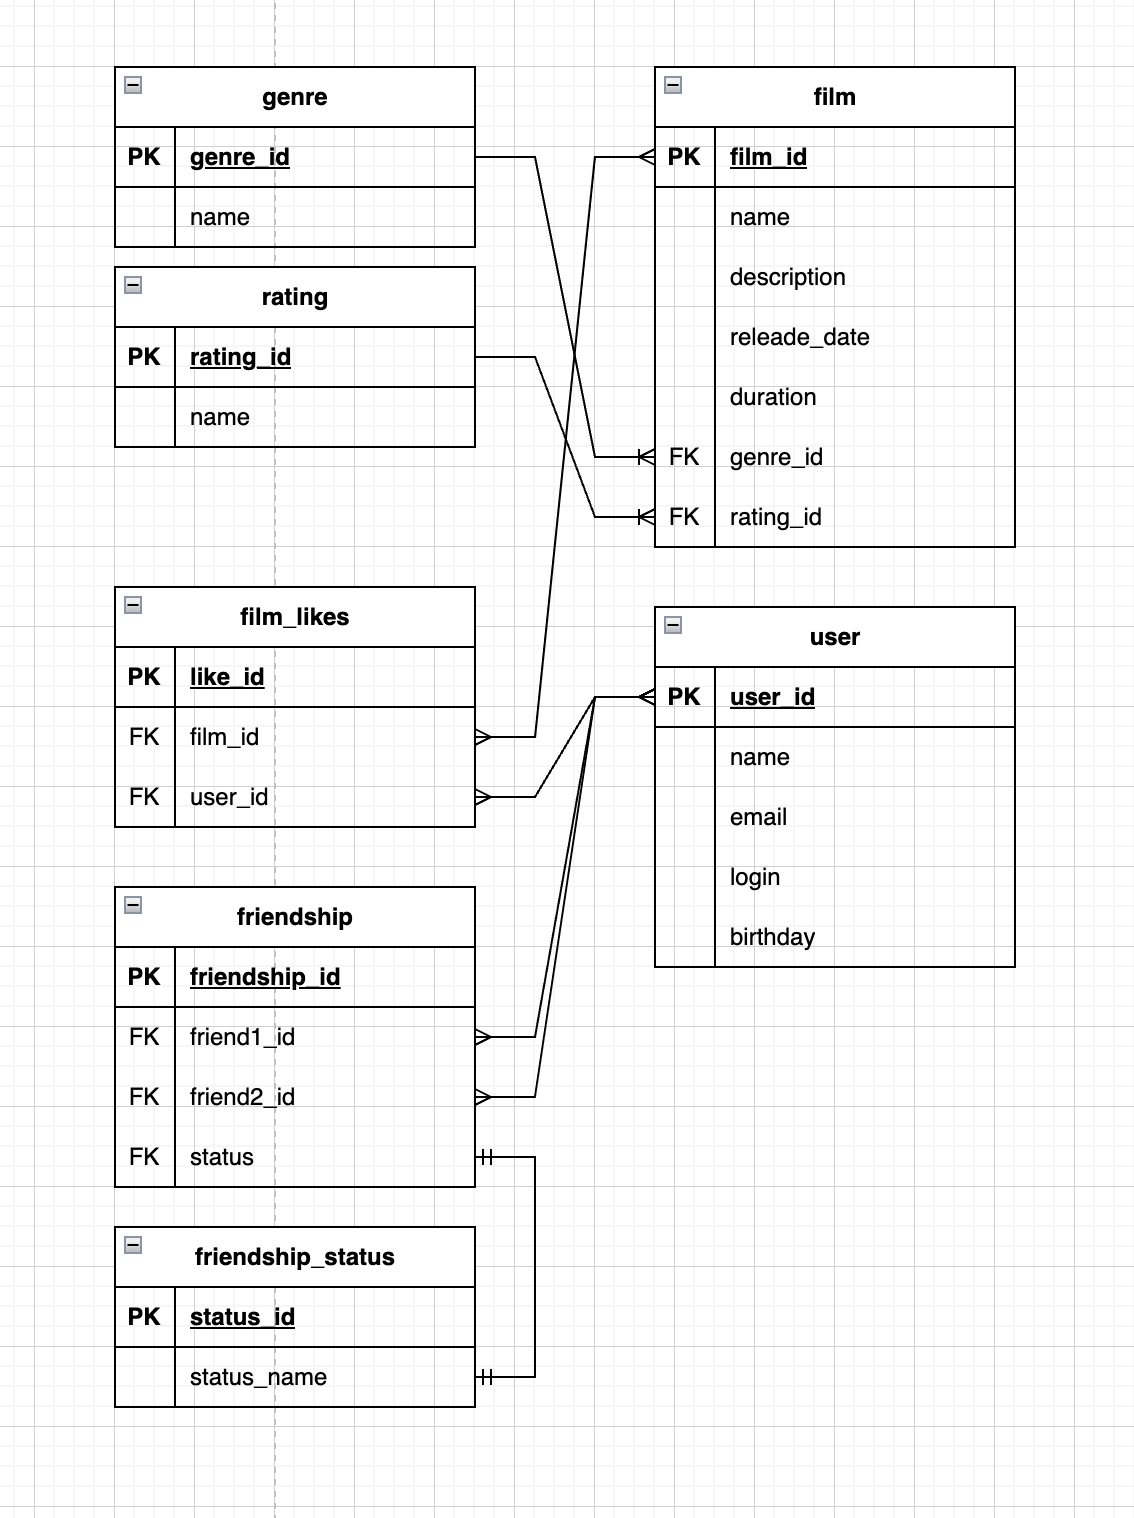 genre
PK genre_id
name
rating
PK rating_id
name
film
PK film_id
name
description
releade_date
duration
FK genre_id
FK rating_id
film_likes
PK like_id
FK film_id
FK user_id
user
PK user_id
name
email
login
birthday
friendship
PK friendship_id
FK friend1_id
FK friend2_id
FK status
friendship_status
PK status_id
status_name